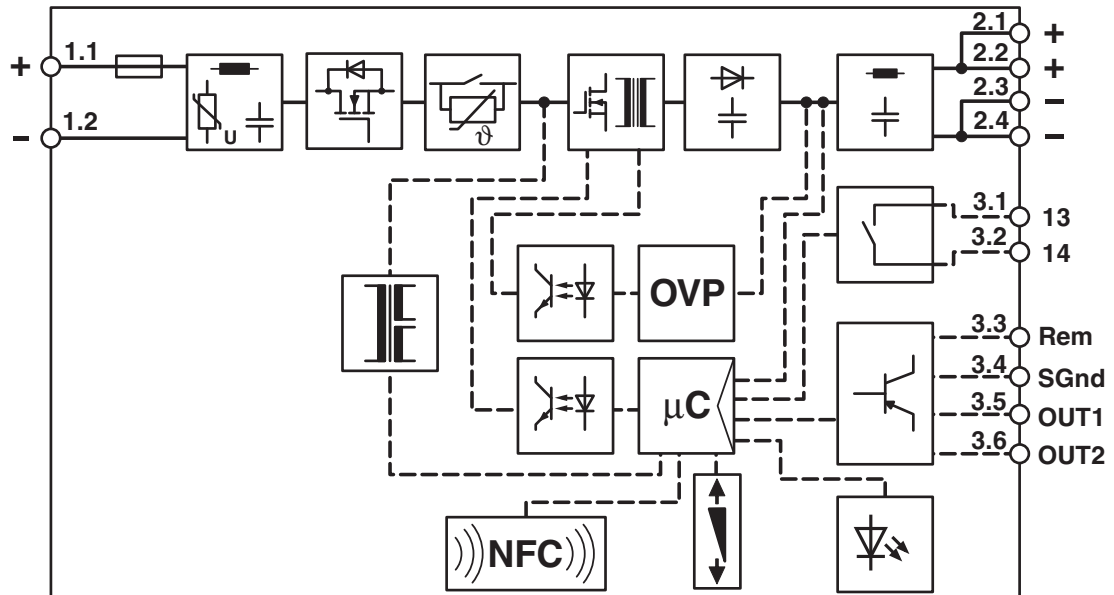 + 1.1
- 1.2
U
ϑ
2.1 +
2.2 +
2.3 −
2.4 −
3.1 13
3.2 14
OVP
3.3 Rem
3.4 SGnd
3.5 OUT1
3.6 OUT2
μC
NFC